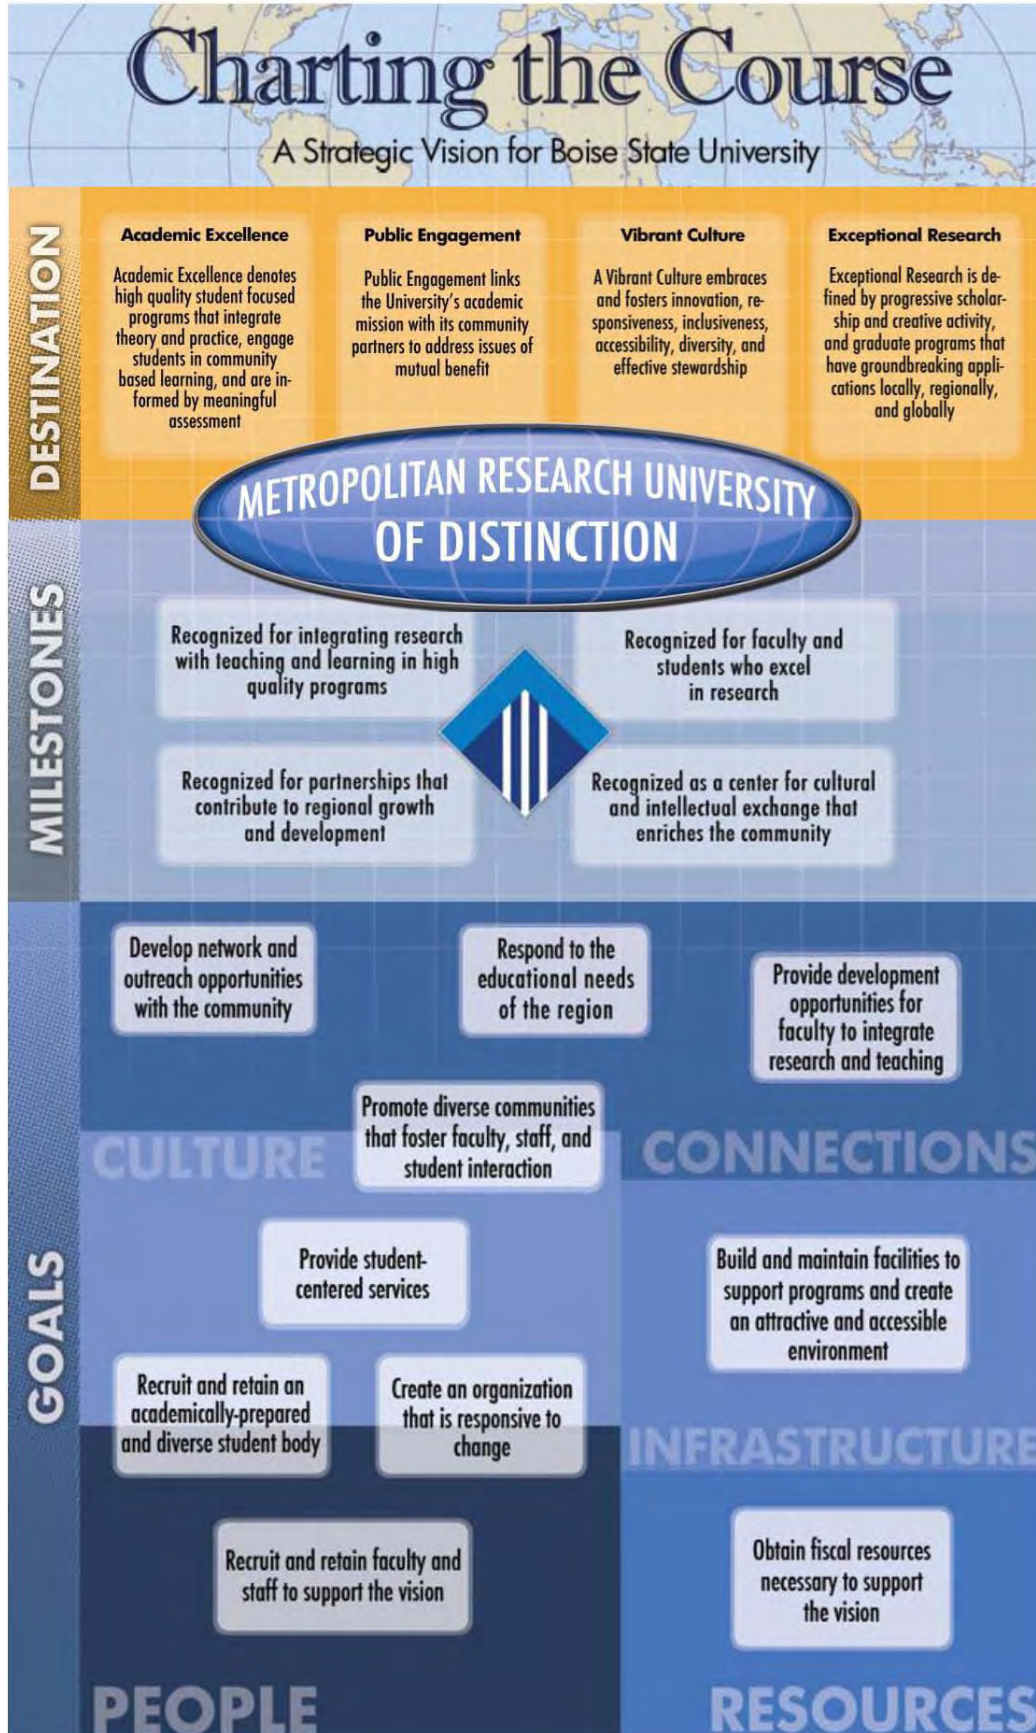 Charting the Course
A Strategic Vision for Boise State University
DESTINATION
Academic Excellence
Academic Excellence denotes
high quality student focused
programs that integrate
theory and practice, engage
students in community
based learning, and are in-
formed by meaningful
assessment
Public Engagement
Public Engagement links
the University's academic
mission with its community
partners to address issues of
mutual benefit
Vibrant Culture
A Vibrant Culture embraces
and fosters innovation, re-
sponsiveness, inclusiveness,
accessibility, diversity, and
effective stewardship
Exceptional Research
Exceptional Research is de-
fined by progressive scholar-
ship and creative activity,
and graduate programs that
have groundbreaking appli-
cations locally, regionally,
and globally
METROPOLITAN RESEARCH UNIVERSITY
OF DISTINCTION
MILESTONES
Recognized for integrating research
with teaching and learning in high
quality programs
Recognized for faculty and
students who excel
in research
Recognized for partnerships that
contribute to regional growth
and development
Recognized as a center for cultural
and intellectual exchange that
enriches the community
GOALS
Develop network and
outreach opportunities
with the community
Respond to the
educational needs
of the region
Provide development
opportunities for
faculty to integrate
research and teaching
Promote diverse communities
that foster faculty, staff, and
student interaction
CULTURE
CONNECTIONS
Provide student-
centered services
Build and maintain facilities to
support programs and create
an attractive and accessible
environment
Recruit and retain an
academically-prepared
and diverse student body
Create an organization
that is responsive to
change
INFRASTRUCTURE
Recruit and retain faculty and
staff to support the vision
Obtain fiscal resources
necessary to support
the vision
PEOPLE
RESOURCES